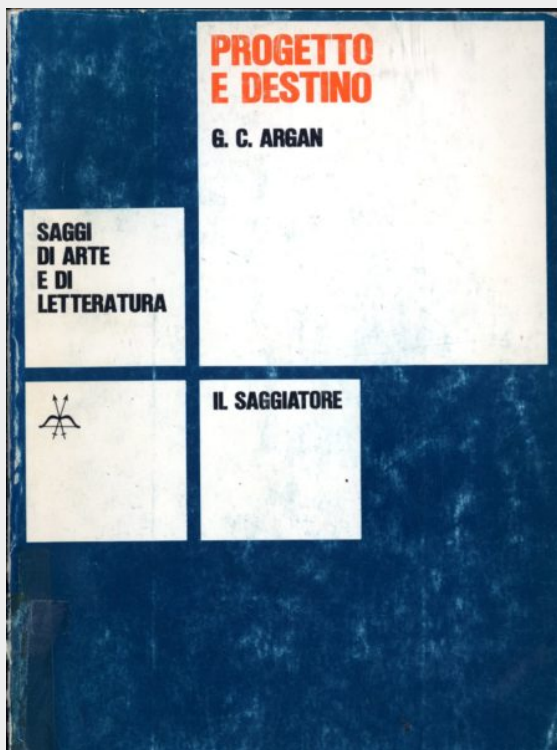 PROGETTO
E DESTINO
G. C. ARGAN
SAGGI
DI ARTE
E DI
LETTERATURA
IL SAGGIATORE